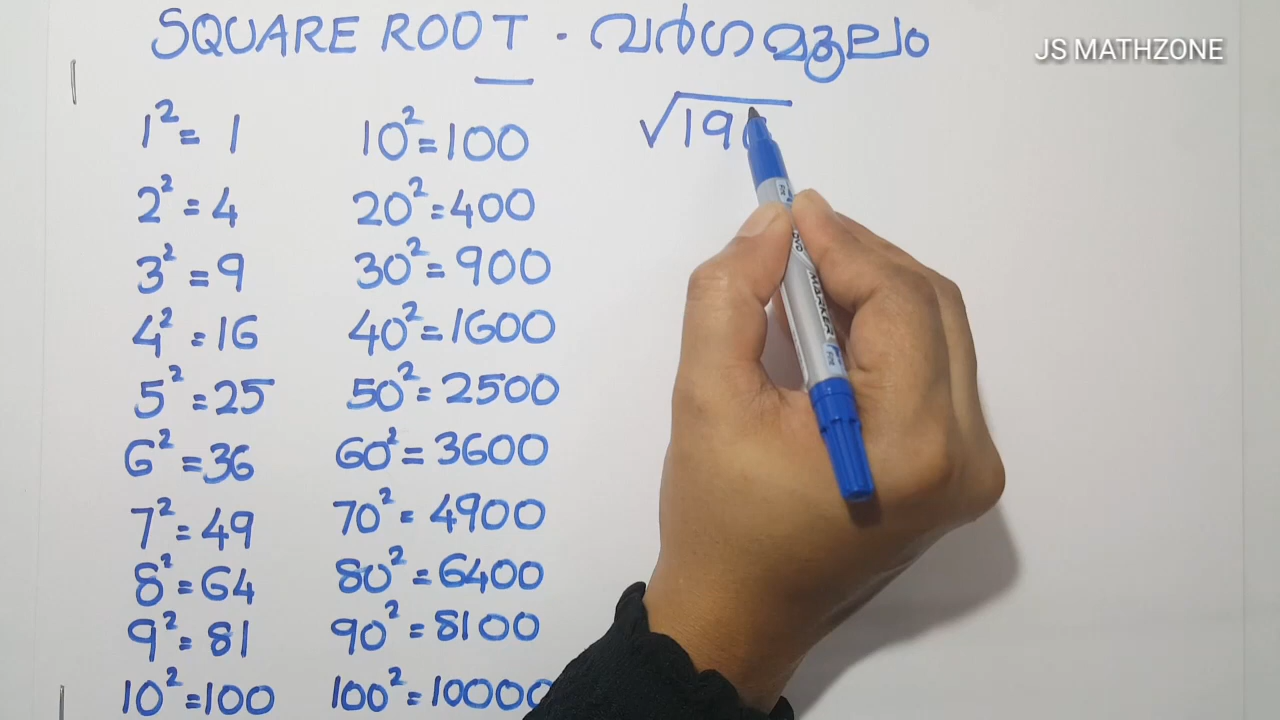 SQUARE ROOT - വർഗമൂലം
JS MATHZONE
1² = 1
2² = 4
3² = 9
4² = 16
5² = 25
6² = 36
7² = 49
8² = 64
9² = 81
10² = 100
10² = 100
20² = 400
30² = 900
40² = 1600
50² = 2500
60² = 3600
70² = 4900
80² = 6400
90² = 8100
100² = 10000
√19
MARKER